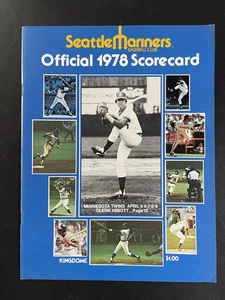 Seattle Mariners
BASEBALL CLUB
Official 1978 Scorecard
MINNESOTA TWINS APRIL 5-6-7-8-9
GLENN ABBOTT Page 15
KINGDOME
$1.00